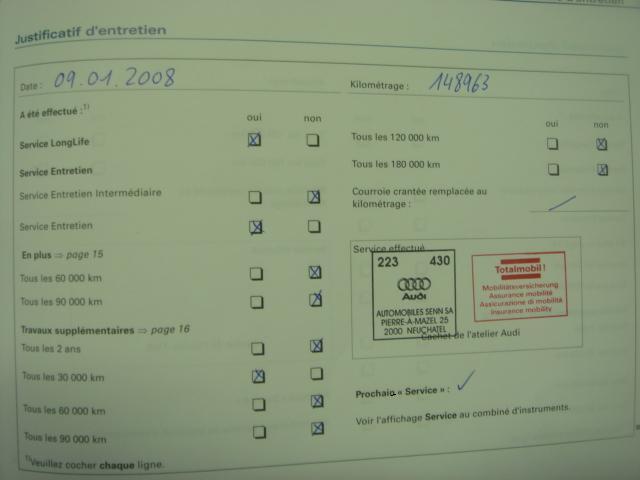 Justificatif d'entretien
Date : 09.01.2008
Kilométrage : 148963
A été effectué :1)
oui non
Service LongLife
Service Entretien
Service Entretien Intermédiaire
Service Entretien
En plus ⇒ page 15
Tous les 60 000 km
Tous les 90 000 km
Travaux supplémentaires ⇒ page 16
Tous les 2 ans
Tous les 30 000 km
Tous les 60 000 km
Tous les 90 000 km
1)Veuillez cocher chaque ligne.
oui non
Tous les 120 000 km
Tous les 180 000 km
Courroie crantée remplacée au
kilométrage :
Service effectué
223 430
Audi
AUTOMOBILES SENN SA
PIERRE-A-MAZEL 25
2000 NEUCHATEL
Totalmobil!
Mobilitätsversicherung
Assurance mobilité
Assicurazione di mobilità
Insurance mobility
Cachet de l'atelier Audi
Prochain « Service » :
Voir l'affichage Service au combiné d'instruments.